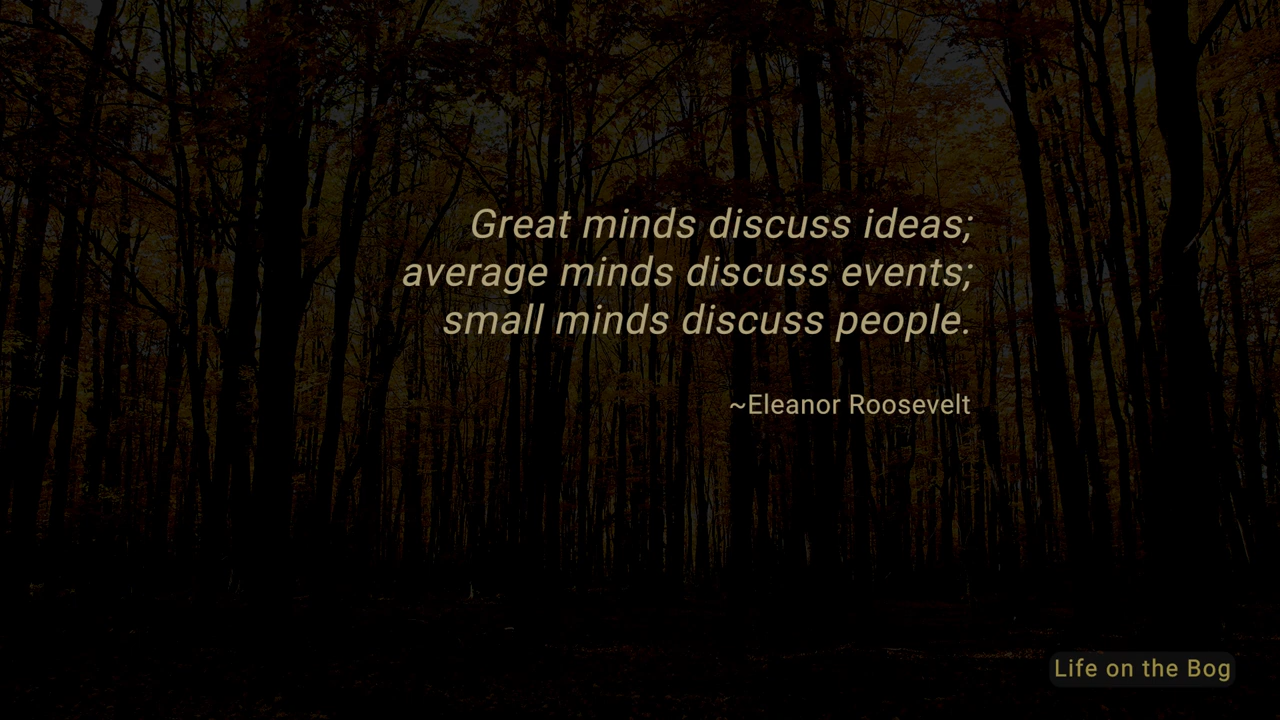 Great minds discuss ideas;
average minds discuss events;
small minds discuss people.
~Eleanor Roosevelt
Life on the Bog